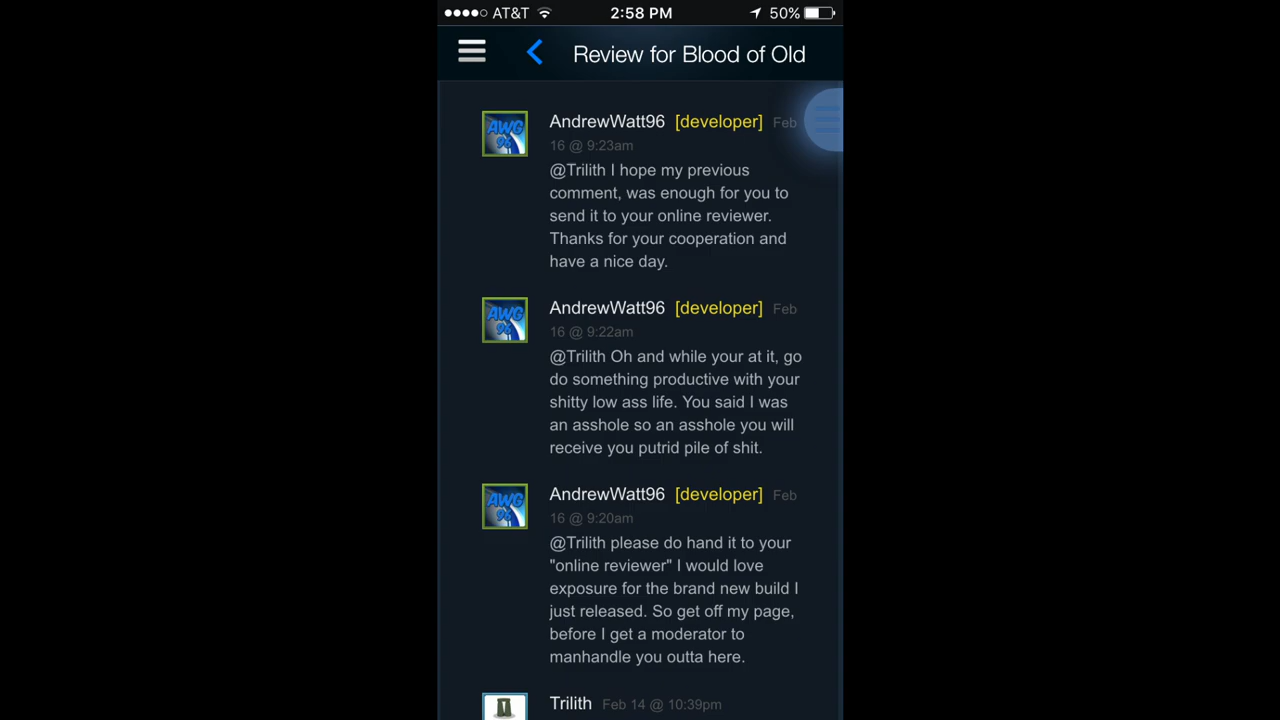 AT&T 2:58 PM 50%
Review for Blood of Old
AWG 96
AndrewWatt96 [developer] Feb
16 @ 9:23am
@Trilith I hope my previous
comment, was enough for you to
send it to your online reviewer.
Thanks for your cooperation and
have a nice day.
AWG 96
AndrewWatt96 [developer] Feb
16 @ 9:22am
@Trilith Oh and while your at it, go
do something productive with your
shitty low ass life. You said I was
an asshole so an asshole you will
receive you putrid pile of shit.
AWG 96
AndrewWatt96 [developer] Feb
16 @ 9:20am
@Trilith please do hand it to your
"online reviewer" I would love
exposure for the brand new build I
just released. So get off my page,
before I get a moderator to
manhandle you outta here.
Trilith Feb 14 @ 10:39pm